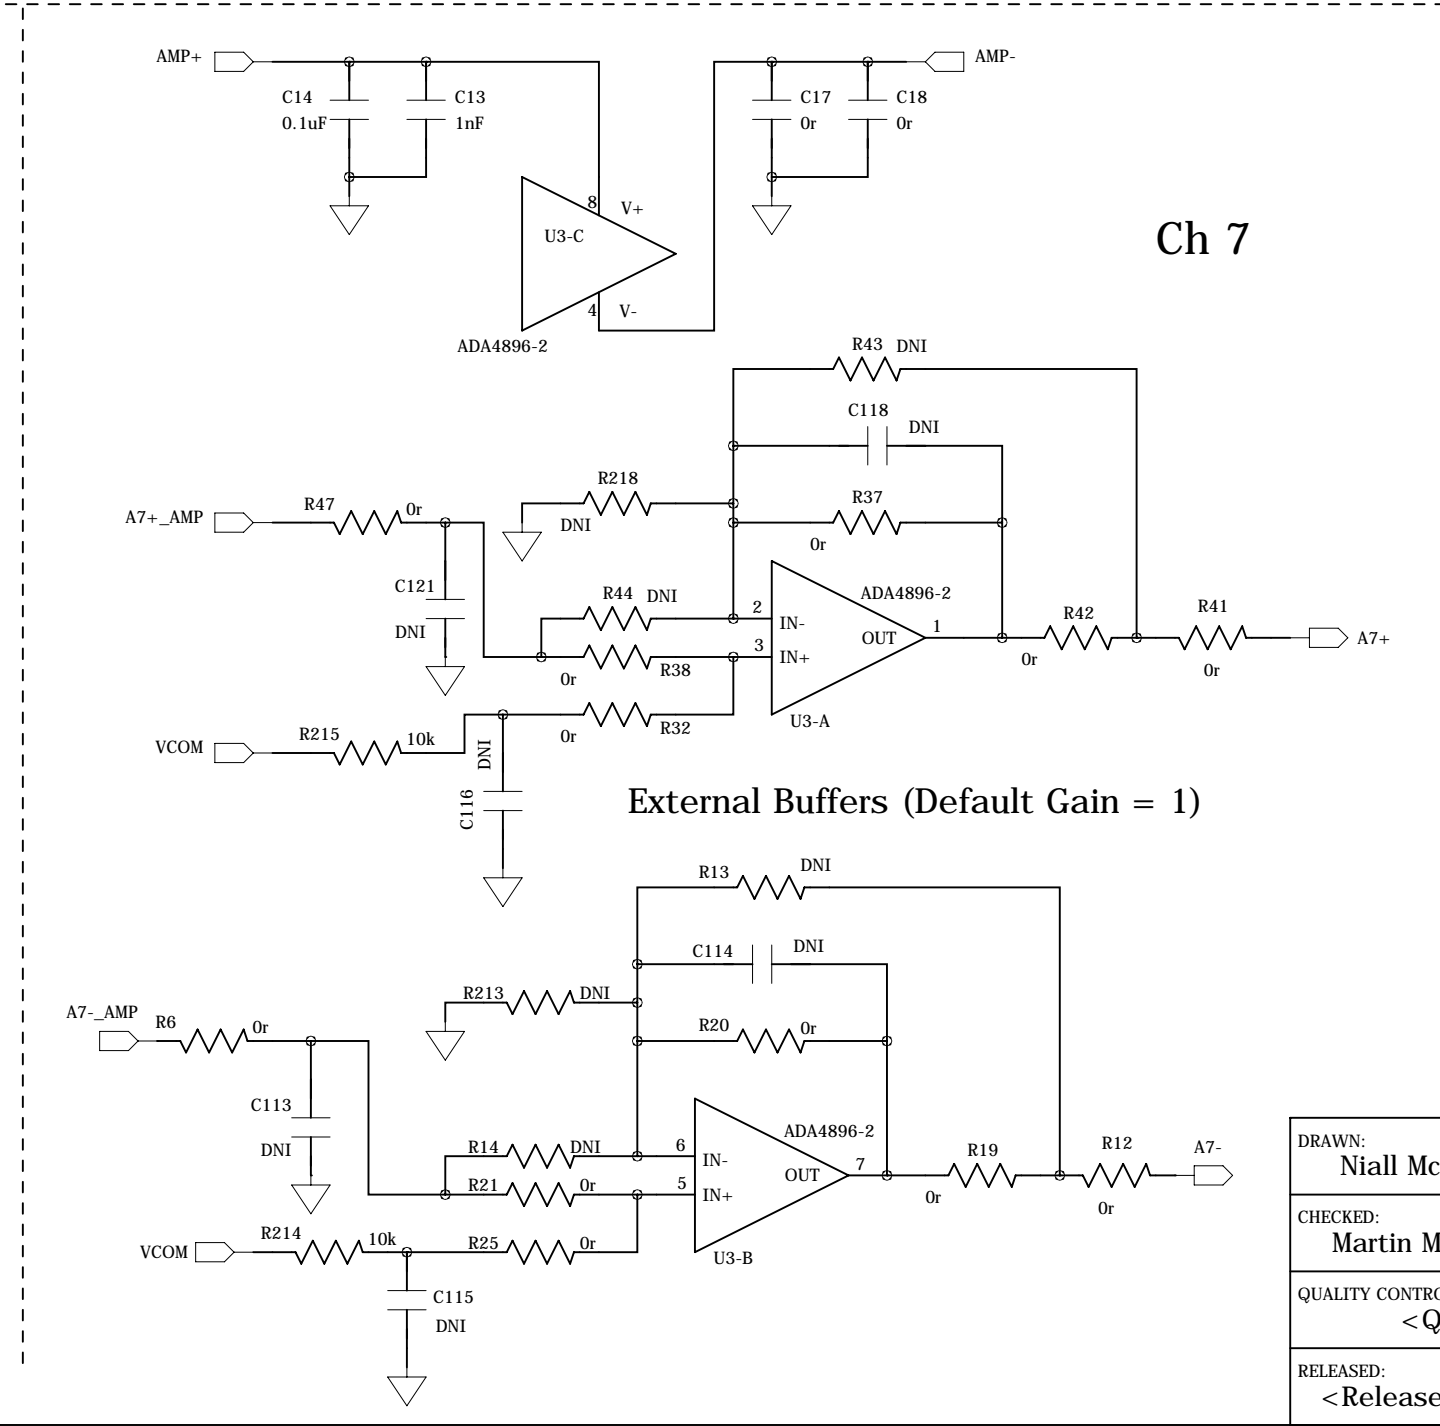 AMP+
AMP-
C14
0.1uF
C13
1nF
C17
0r
C18
0r
8
V+
U3-C
4
V-
ADA4896-2
Ch 7
R43 DNI
C118
DNI
R218
DNI
R37
0r
A7+_AMP
R47
0r
C121
DNI
R44 DNI
2
IN-
ADA4896-2
OUT
1
3
IN+
0r
R38
R42
0r
R41
0r
A7+
U3-A
VCOM
R215
10k
0r
R32
DNI
C116
External Buffers (Default Gain = 1)
R13
DNI
C114
DNI
R213
DNI
A7-_AMP
R6
0r
R20
0r
C113
DNI
R14
DNI
6
IN-
ADA4896-2
OUT
7
R21
0r
5
IN+
R19
0r
R12
0r
A7-
VCOM
R214
10k
R25
0r
U3-B
C115
DNI
DRAWN:
Niall Mc
CHECKED:
Martin M
QUALITY CONTRO
<Q
RELEASED:
<Release